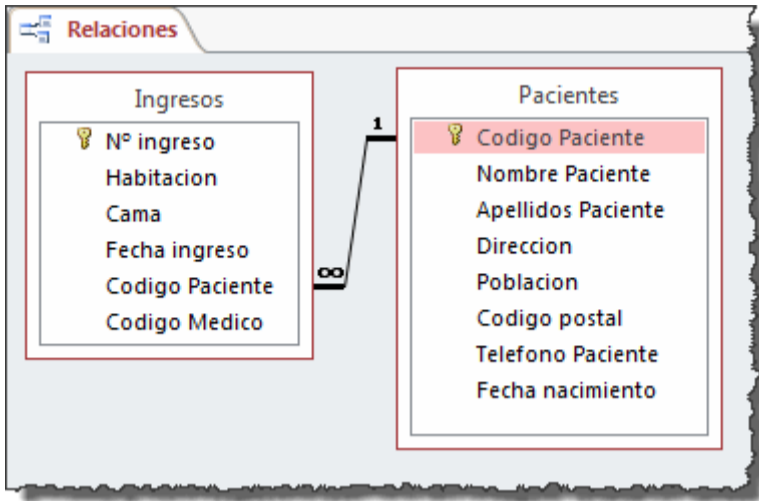 Relaciones
Ingresos
Nº ingreso
Habitacion
Cama
Fecha ingreso
Codigo Paciente
Codigo Medico
∞
1
Pacientes
Codigo Paciente
Nombre Paciente
Apellidos Paciente
Direccion
Poblacion
Codigo postal
Telefono Paciente
Fecha nacimiento